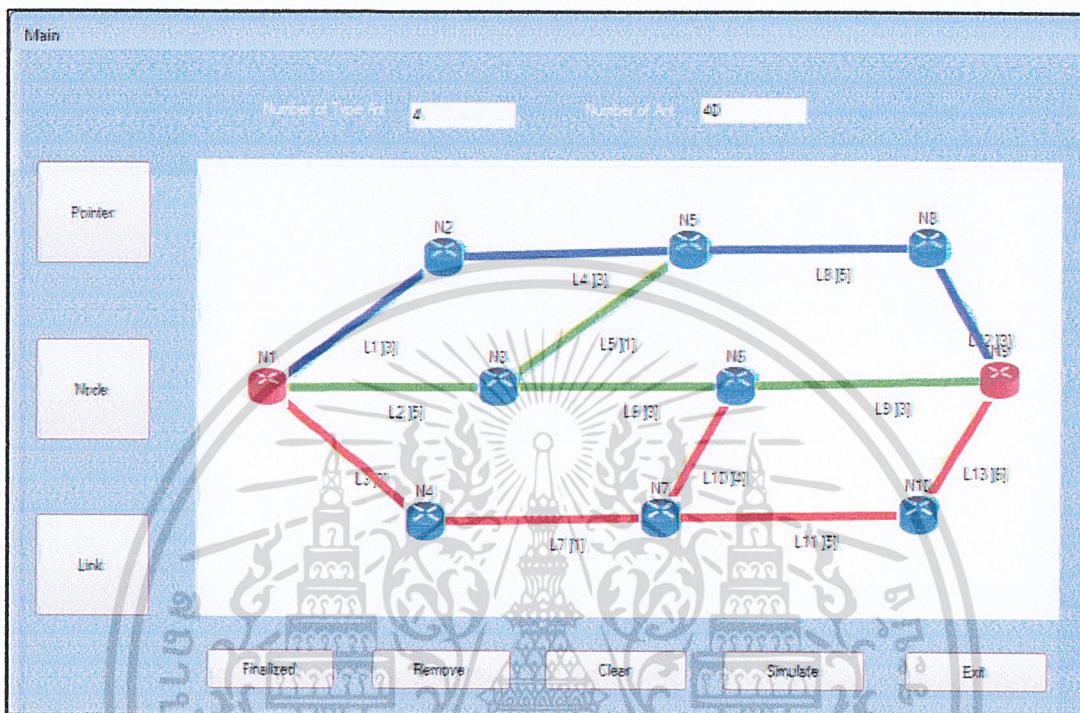 Main
Number of Type Ant 4
Number of Ant 40
Pointer
Node
Link
N1
N2
N3
N4
N5
N6
N7
N8
N9
N10
L1 ][3]
L2 ][5]
L4 ][3]
L5 ][1]
L6 ][3]
L7 ][1]
L8 ][5]
L9 ][3]
L10 ][4]
L11 ][5]
L13 ][6]
Finalized
Remove
Clear
Simulate
Exit